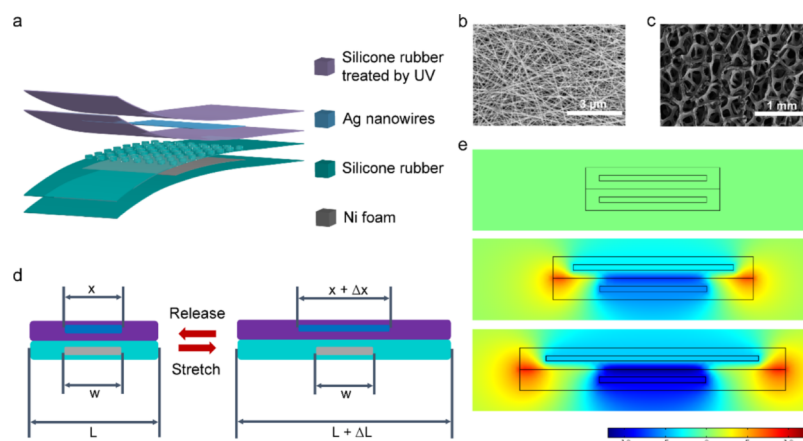 a
Silicone rubber
treated by UV
Ag nanowires
Silicone rubber
Ni foam
b
3 μm
c
1 mm
d
x
w
L
Release
Stretch
x + Δx
w
L + ΔL
e